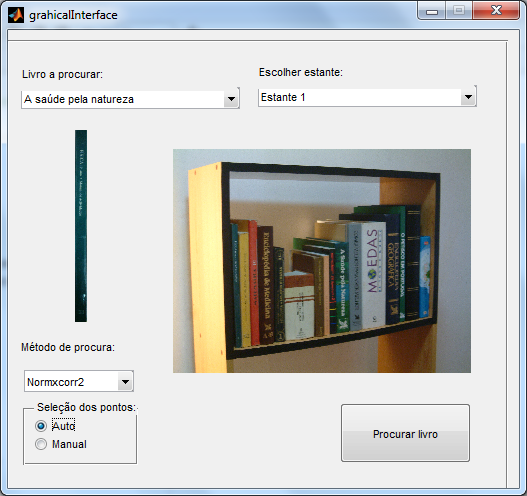 grahicalInterface
Livro a procurar:
Escolher estante:
A saúde pela natureza
Estante 1
Enciclopédia de Medicina
A Saúde pela Natureza
MOEDAS
GEOGRÁFICA
Método de procura:
Normxcorr2
Seleção dos pontos:
Auto
Manual
Procurar livro